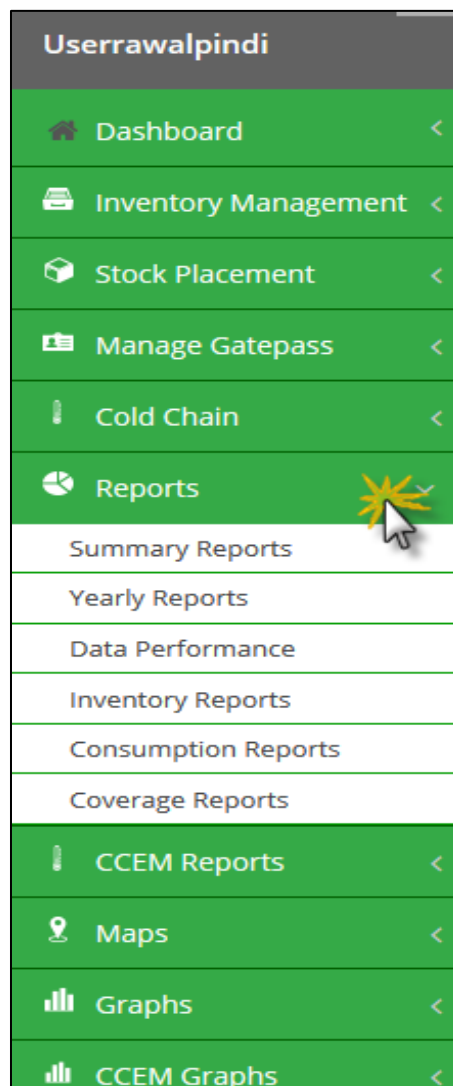 Userrawalpindi
Dashboard
Inventory Management
Stock Placement
Manage Gatepass
Cold Chain
Reports
Summary Reports
Yearly Reports
Data Performance
Inventory Reports
Consumption Reports
Coverage Reports
CCEM Reports
Maps
Graphs
CCEM Graphs